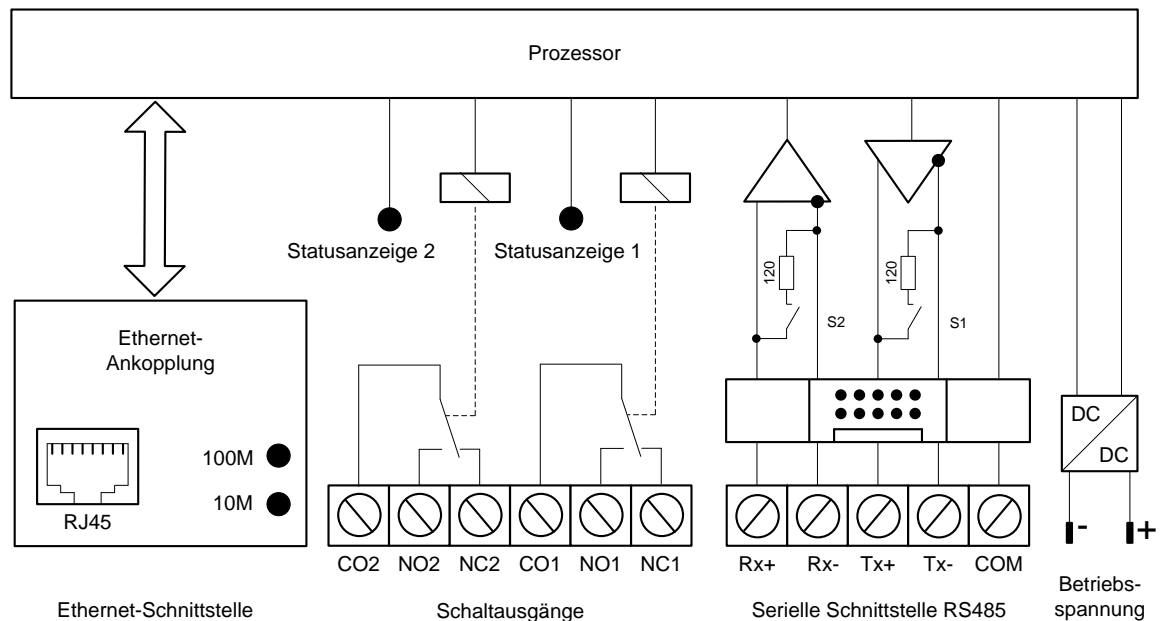 Prozessor
Statusanzeige 2
Statusanzeige 1
120
S2
120
S1
Ethernet-
Ankopplung
100M
10M
RJ45
DC
DC
-
+
CO2
NO2
NC2
CO1
NO1
NC1
Rx+
Rx-
Tx+
Tx-
COM
Ethernet-Schnittstelle
Schaltausgänge
Serielle Schnittstelle RS485
Betriebs-
spannung